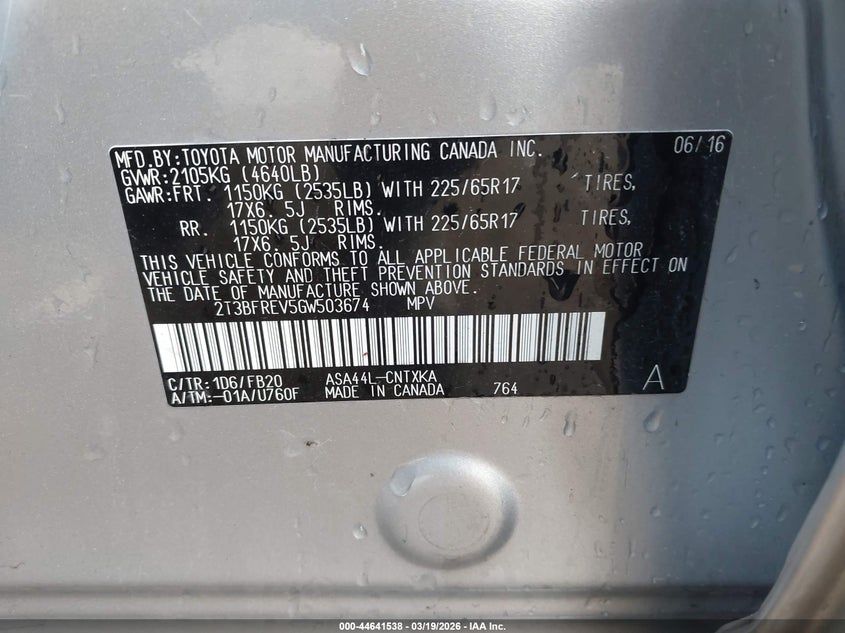 MFD.BY:TOYOTA MOTOR MANUFACTURING CANADA INC. 06/16
GVWR:2105KG (4640LB)
GAWR:FRT. 1150KG (2535LB) WITH 225/65R17 TIRES,
17X6. 5J RIMS.
RR. 1150KG (2535LB) WITH 225/65R17 TIRES,
17X6. 5J RIMS.
THIS VEHICLE CONFORMS TO ALL APPLICABLE FEDERAL MOTOR
VEHICLE SAFETY AND THEFT PREVENTION STANDARDS IN EFFECT ON
THE DATE OF MANUFACTURE SHOWN ABOVE.
2T3BFREV5GW503674 MPV
C/TR:1D6/FB20 ASA44L-CNTXKA A
A/TM:-01A/U760F MADE IN CANADA 764
000-44641538 - 03/19/2026 - IAA Inc.